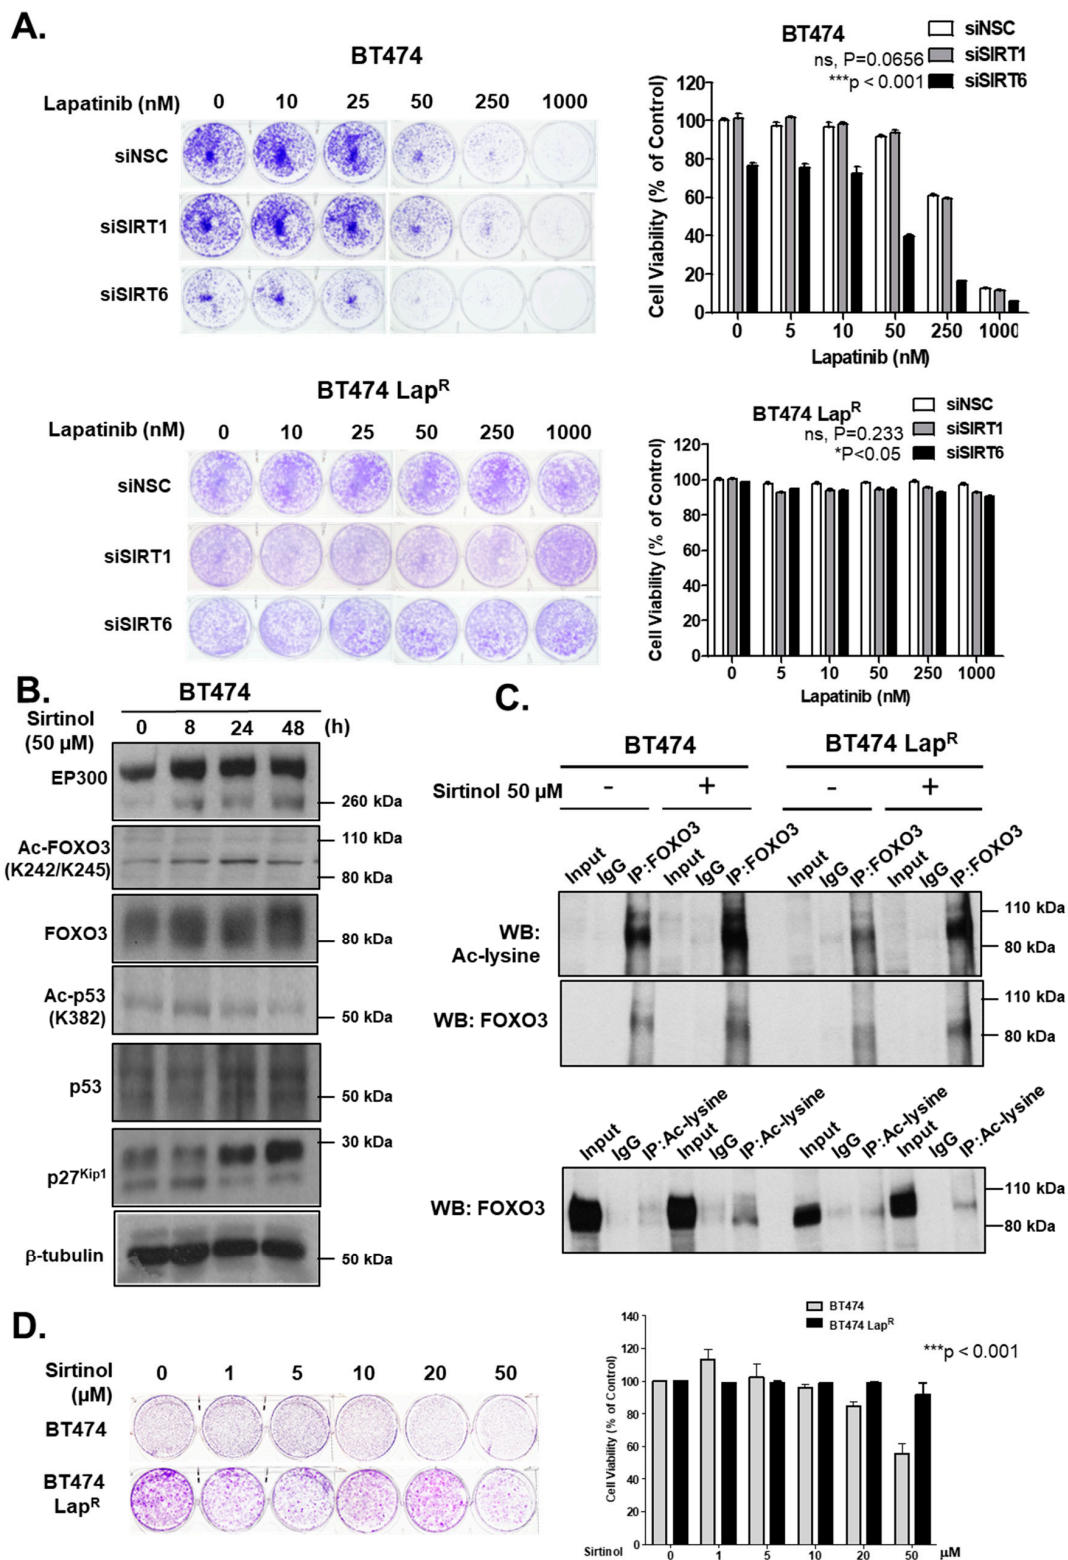 A.
BT474
Lapatinib (nM) 0 10 25 50 250 1000
siNSC
siSIRT1
siSIRT6
BT474
siNSC
ns, P=0.0656 siSIRT1
***p < 0.001 siSIRT6
Cell Viability (% of Control)
120
100
80
60
40
20
0
0 5 10 50 250 1000
Lapatinib (nM)
BT474 Lap^R
Lapatinib (nM) 0 10 25 50 250 1000
siNSC
siSIRT1
siSIRT6
BT474 Lap^R
siNSC
ns, P=0.233 siSIRT1
*P<0.05 siSIRT6
Cell Viability (% of Control)
120
100
80
60
40
20
0
0 5 10 50 250 1000
Lapatinib (nM)
B.
BT474
Sirtinol (50 µM) 0 8 24 48 (h)
EP300
260 kDa
Ac-FOXO3 (K242/K245)
110 kDa
80 kDa
FOXO3
80 kDa
Ac-p53 (K382)
50 kDa
p53
50 kDa
p27^Kip1
30 kDa
β-tubulin
50 kDa
C.
BT474 BT474 Lap^R
Sirtinol 50 µM - + - +
Input IgG IP:FOXO3 Input IgG IP:FOXO3 Input IgG IP:FOXO3 Input IgG IP:FOXO3
WB: Ac-lysine
110 kDa
80 kDa
WB: FOXO3
110 kDa
80 kDa
Input IgG IP:Ac-lysine Input IgG IP:Ac-lysine Input IgG IP:Ac-lysine Input IgG IP:Ac-lysine
WB: FOXO3
110 kDa
80 kDa
D.
Sirtinol (µM) 0 1 5 10 20 50
BT474
BT474 Lap^R
BT474
BT474 Lap^R
***p < 0.001
Cell Viability (% of Control)
140
120
100
80
60
40
20
0
Sirtinol 0 1 5 10 20 50 µM